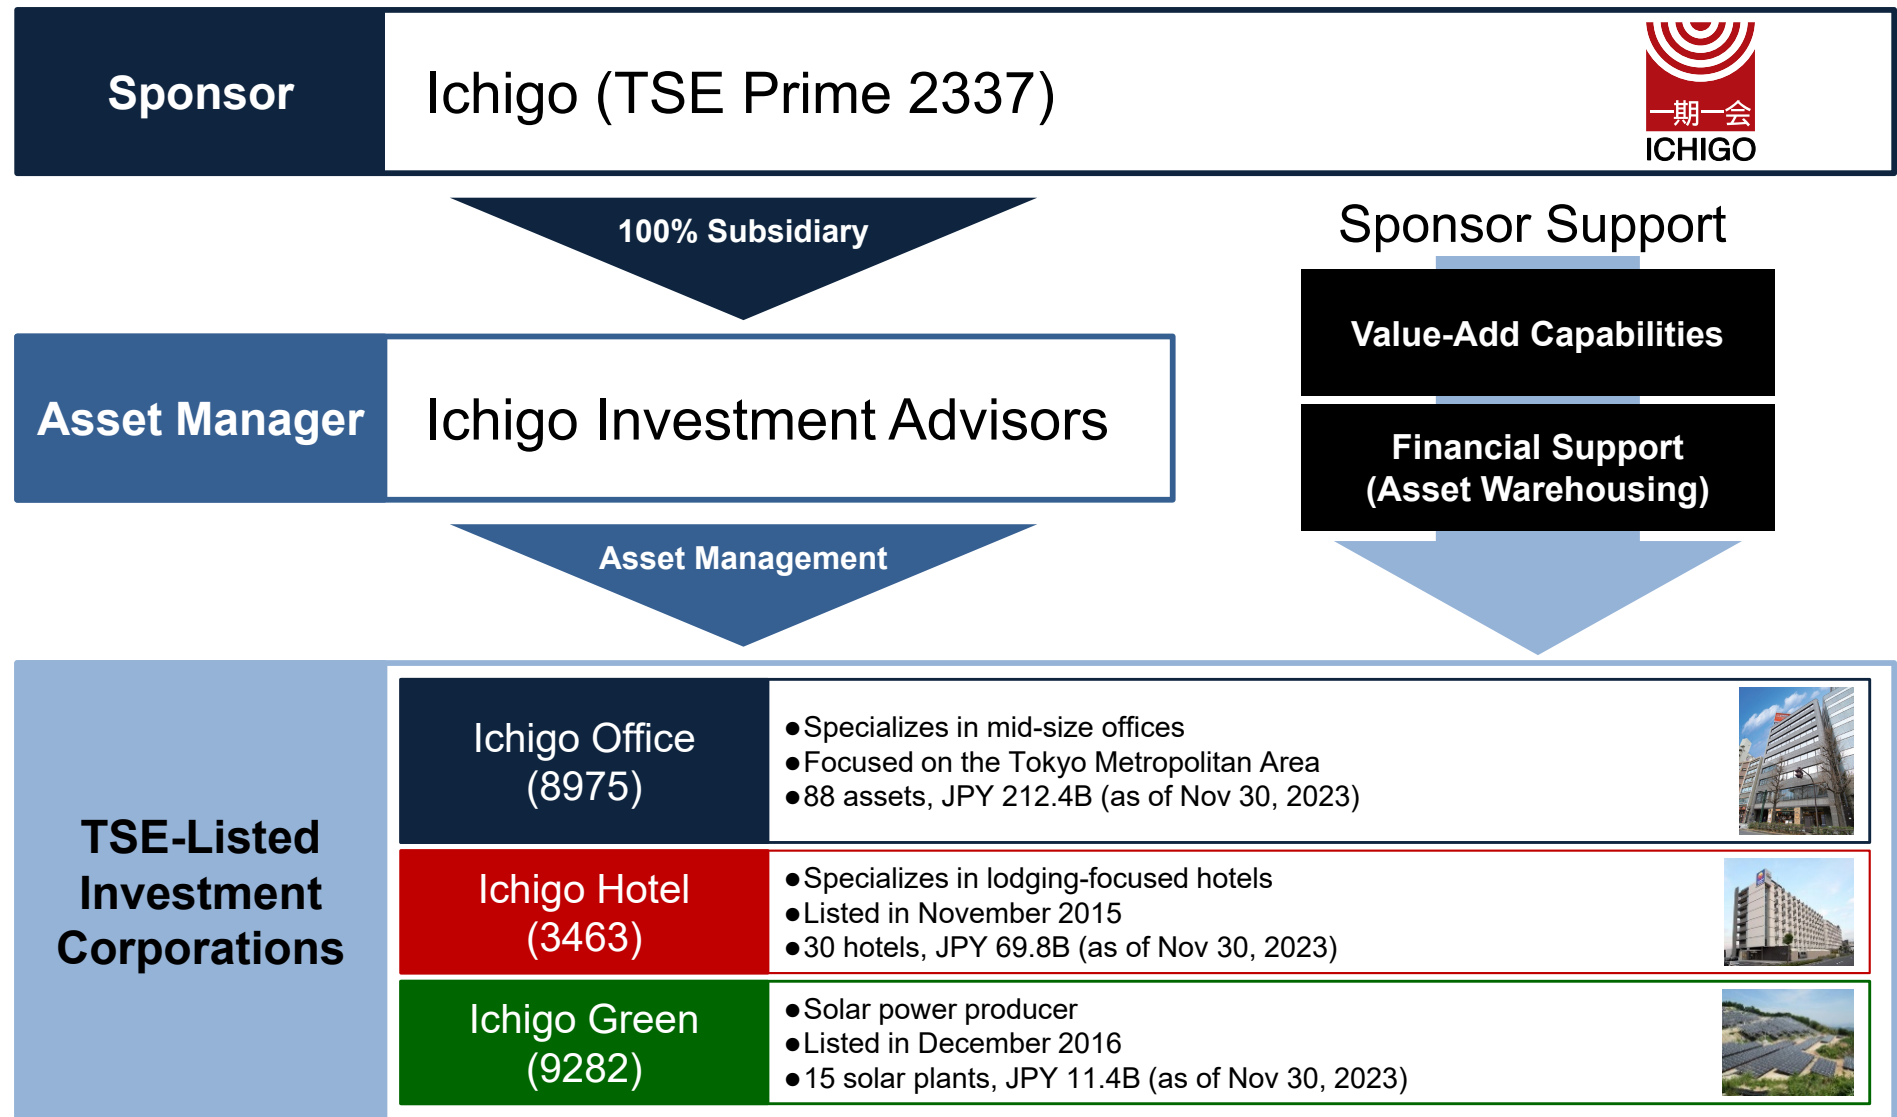 Sponsor
Ichigo (TSE Prime 2337)
一期一会
ICHIGO
100% Subsidiary
Sponsor Support
Value-Add Capabilities
Financial Support
(Asset Warehousing)
Asset Manager
Ichigo Investment Advisors
Asset Management
TSE-Listed
Investment
Corporations
Ichigo Office
(8975)
●Specializes in mid-size offices
●Focused on the Tokyo Metropolitan Area
●88 assets, JPY 212.4B (as of Nov 30, 2023)
Ichigo Hotel
(3463)
●Specializes in lodging-focused hotels
●Listed in November 2015
●30 hotels, JPY 69.8B (as of Nov 30, 2023)
Ichigo Green
(9282)
●Solar power producer
●Listed in December 2016
●15 solar plants, JPY 11.4B (as of Nov 30, 2023)